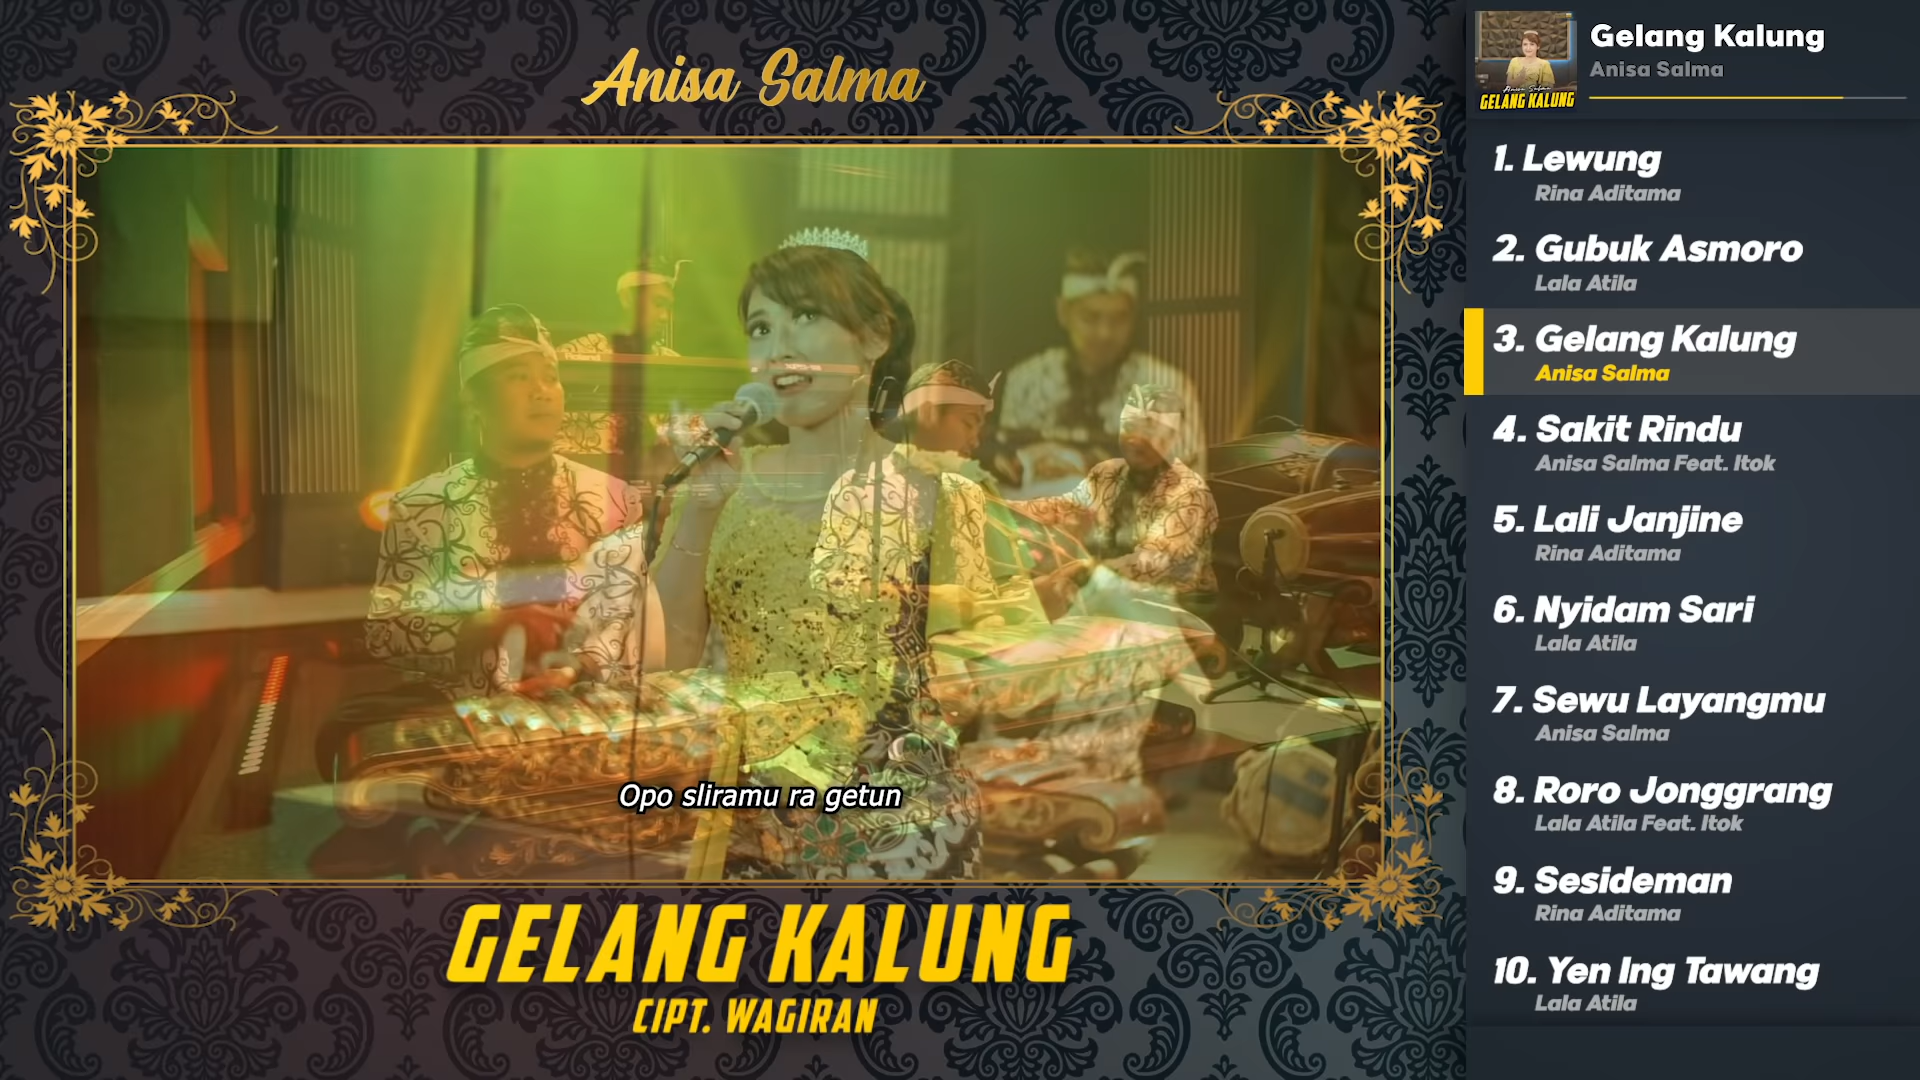 Anisa Salma
Opo sliramu ra getun
GELANG KALUNG
CIPT. WAGIRAN
GELANG KALUNG
Gelang Kalung
Anisa Salma
1. Lewung
Rina Aditama
2. Gubuk Asmoro
Lala Atila
3. Gelang Kalung
Anisa Salma
4. Sakit Rindu
Anisa Salma Feat. Itok
5. Lali Janjine
Rina Aditama
6. Nyidam Sari
Lala Atila
7. Sewu Layangmu
Anisa Salma
8. Roro Jonggrang
Lala Atila Feat. Itok
9. Sesideman
Rina Aditama
10. Yen Ing Tawang
Lala Atila